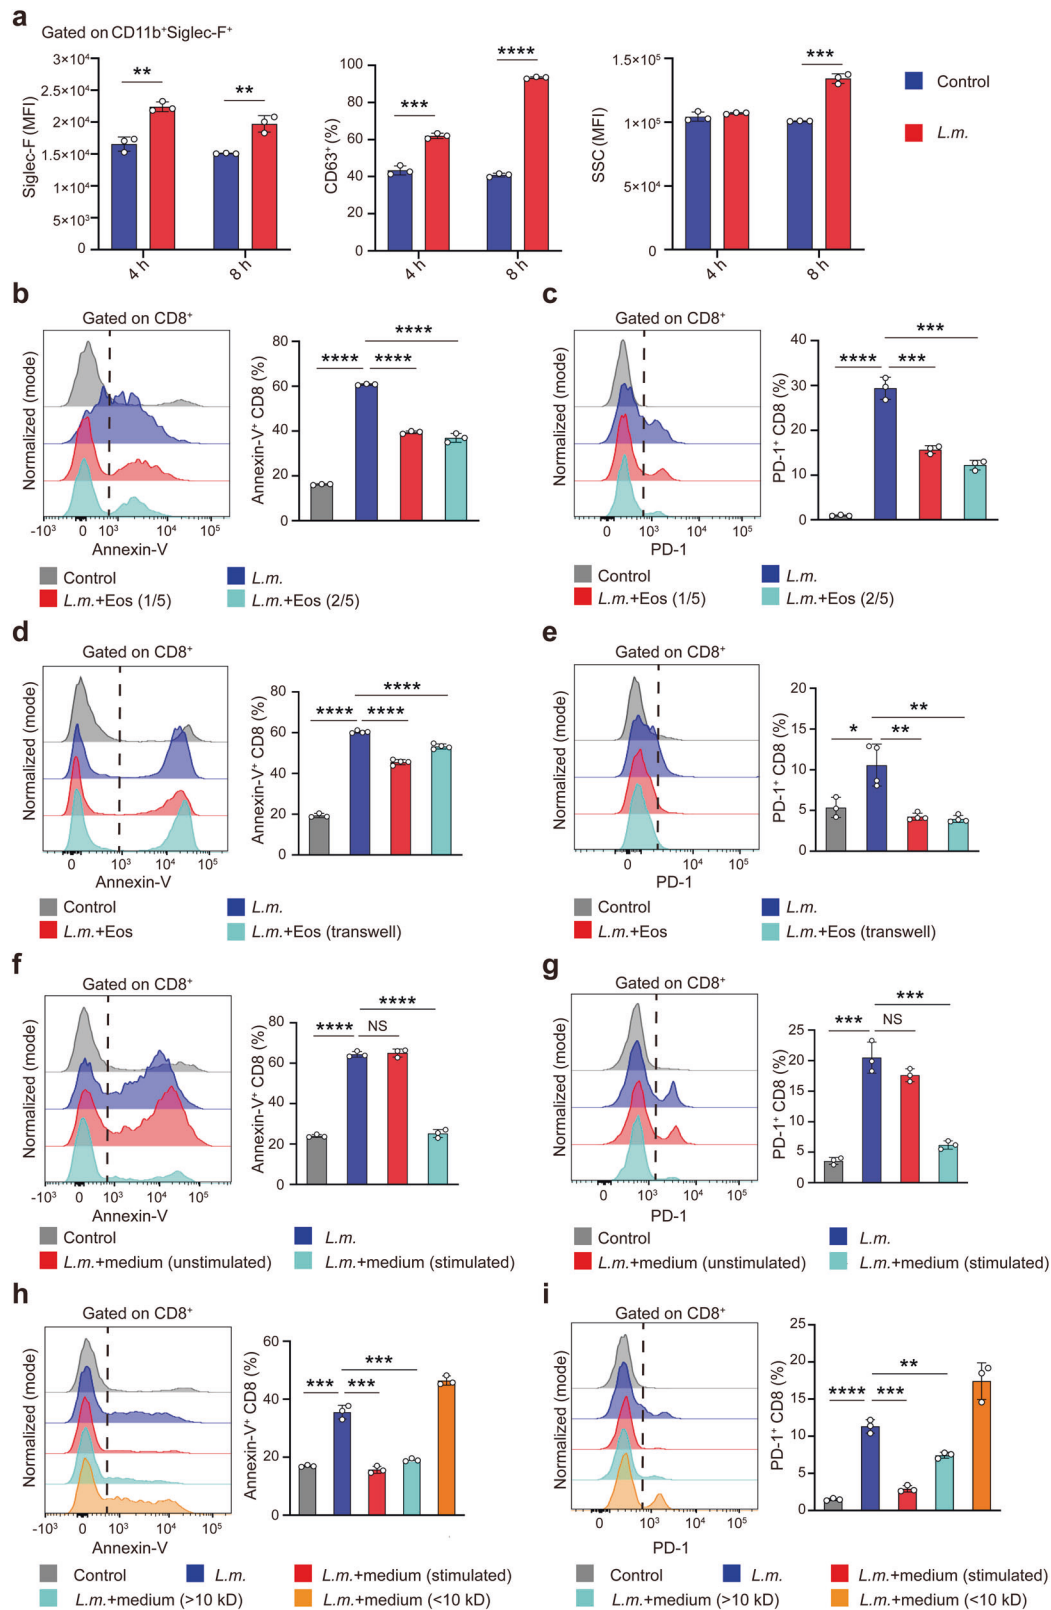 a
Gated on CD11b⁺Siglec-F⁺
Siglec-F (MFI)
3×10⁴
2.5×10⁴
2×10⁴
1.5×10⁴
1×10⁴
5×10³
0
**
**
4 h
8 h
CD63⁺ (%)
100
80
60
40
20
0
***
****
4 h
8 h
SSC (MFI)
1.5×10⁵
1×10⁵
5×10⁴
0
***
4 h
8 h
Control
L.m.
b
Gated on CD8⁺
Normalized (mode)
-10³ 0 10³ 10⁴ 10⁵
Annexin-V
Annexin-V⁺ CD8 (%)
80
60
40
20
0
****
**** ****
Control
L.m.
L.m.+Eos (1/5)
L.m.+Eos (2/5)
c
Gated on CD8⁺
Normalized (mode)
0 10³ 10⁴ 10⁵
PD-1
PD-1⁺ CD8 (%)
40
30
20
10
0
***
**** ***
Control
L.m.
L.m.+Eos (1/5)
L.m.+Eos (2/5)
d
Gated on CD8⁺
Normalized (mode)
0 10³ 10⁴ 10⁵
Annexin-V
Annexin-V⁺ CD8 (%)
80
60
40
20
0
****
**** ****
Control
L.m.
L.m.+Eos
L.m.+Eos (transwell)
e
Gated on CD8⁺
Normalized (mode)
0 10³ 10⁴ 10⁵
PD-1
PD-1⁺ CD8 (%)
20
15
10
5
0
**
* **
Control
L.m.
L.m.+Eos
L.m.+Eos (transwell)
f
Gated on CD8⁺
Normalized (mode)
-10³ 0 10³ 10⁴ 10⁵
Annexin-V
Annexin-V⁺ CD8 (%)
80
60
40
20
0
****
**** NS
Control
L.m.
L.m.+medium (unstimulated)
L.m.+medium (stimulated)
g
Gated on CD8⁺
Normalized (mode)
0 10³ 10⁴ 10⁵
PD-1
PD-1⁺ CD8 (%)
25
20
15
10
5
0
***
*** NS
Control
L.m.
L.m.+medium (unstimulated)
L.m.+medium (stimulated)
h
Gated on CD8⁺
Normalized (mode)
-10³ 0 10³ 10⁴ 10⁵
Annexin-V
Annexin-V⁺ CD8 (%)
60
40
20
0
***
*** ***
Control
L.m.
L.m.+medium (stimulated)
L.m.+medium (>10 kD)
L.m.+medium (<10 kD)
i
Gated on CD8⁺
Normalized (mode)
0 10³ 10⁴ 10⁵
PD-1
PD-1⁺ CD8 (%)
25
20
15
10
5
0
**
**** ***
Control
L.m.
L.m.+medium (stimulated)
L.m.+medium (>10 kD)
L.m.+medium (<10 kD)